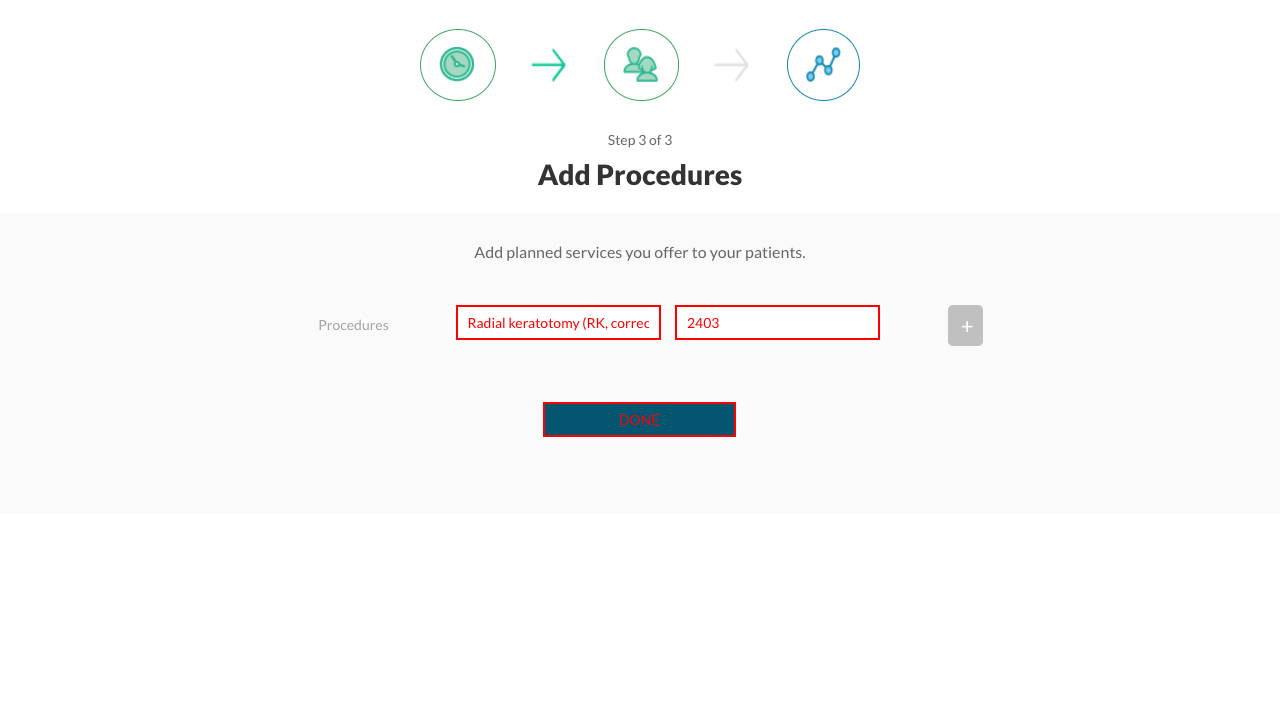 Step 3 of 3
Add Procedures
Add planned services you offer to your patients.
Procedures
Radial keratotomy (RK, correc
2403
+
DONE